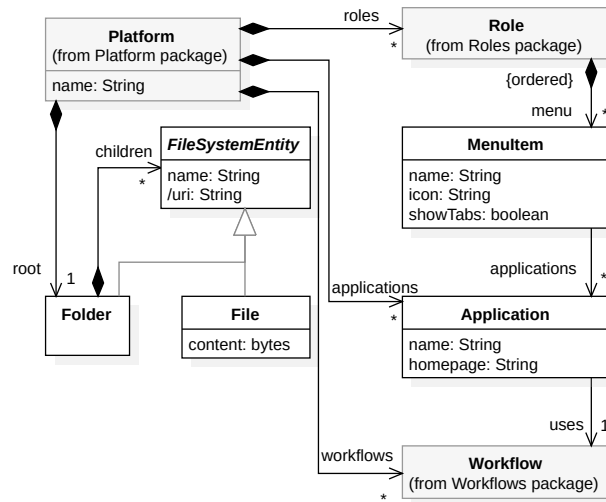 Platform
(from Platform package)
name: String
roles
*
Role
(from Roles package)
{ordered}
menu
*
children
*
FileSystemEntity
name: String
/uri: String
MenuItem
name: String
icon: String
showTabs: boolean
root
1
applications
*
Folder
File
content: bytes
applications
*
Application
name: String
homepage: String
uses
1
workflows
*
Workflow
(from Workflows package)